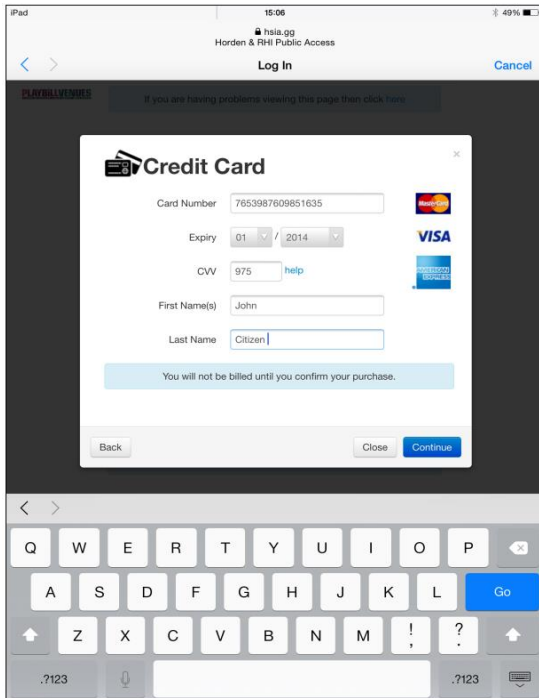 iPad 15:06 49%
hsia.gg
Horden & RHI Public Access
Log In Cancel
PLAYBILLVENUES
If you are having problems viewing this page then click here
Credit Card ×
Card Number 7653987609851635 MasterCard
Expiry 01 / 2014 VISA
CVV 975 help AMERICAN EXPRESS
First Name(s) John
Last Name Citizen
You will not be billed until you confirm your purchase.
Back Close Continue
Q W E R T Y U I O P
A S D F G H J K L Go
Z X C V B N M ! , ? .
.?123 .?123